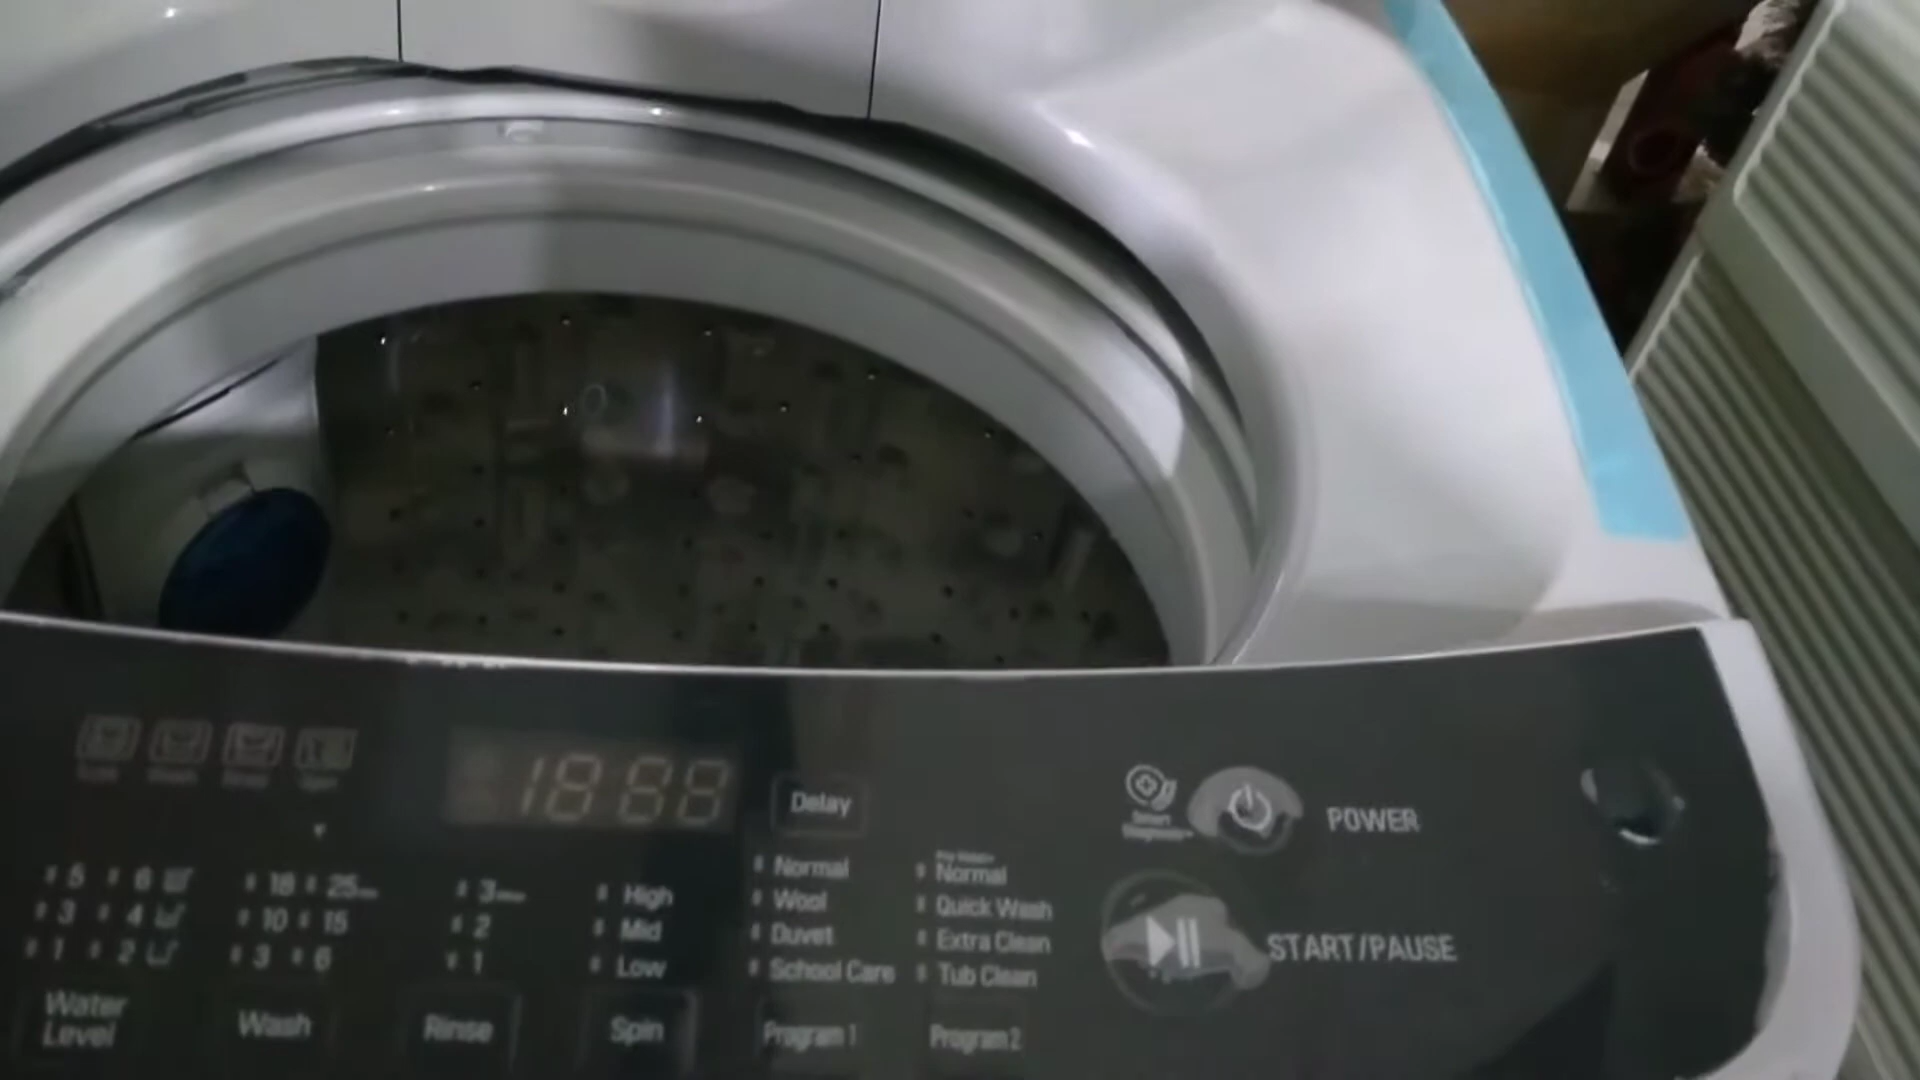 18:88
Delay
Smart
Diagnosis™
POWER
5 6
3 4
1 2
18 25
10 15
3 6
3
2
1
High
Mid
Low
Normal
Wool
Duvet
School Care
Normal
Quick Wash
Extra Clean
Tub Clean
START/PAUSE
Water
Level
Wash
Rinse
Spin
Program 1
Program 2